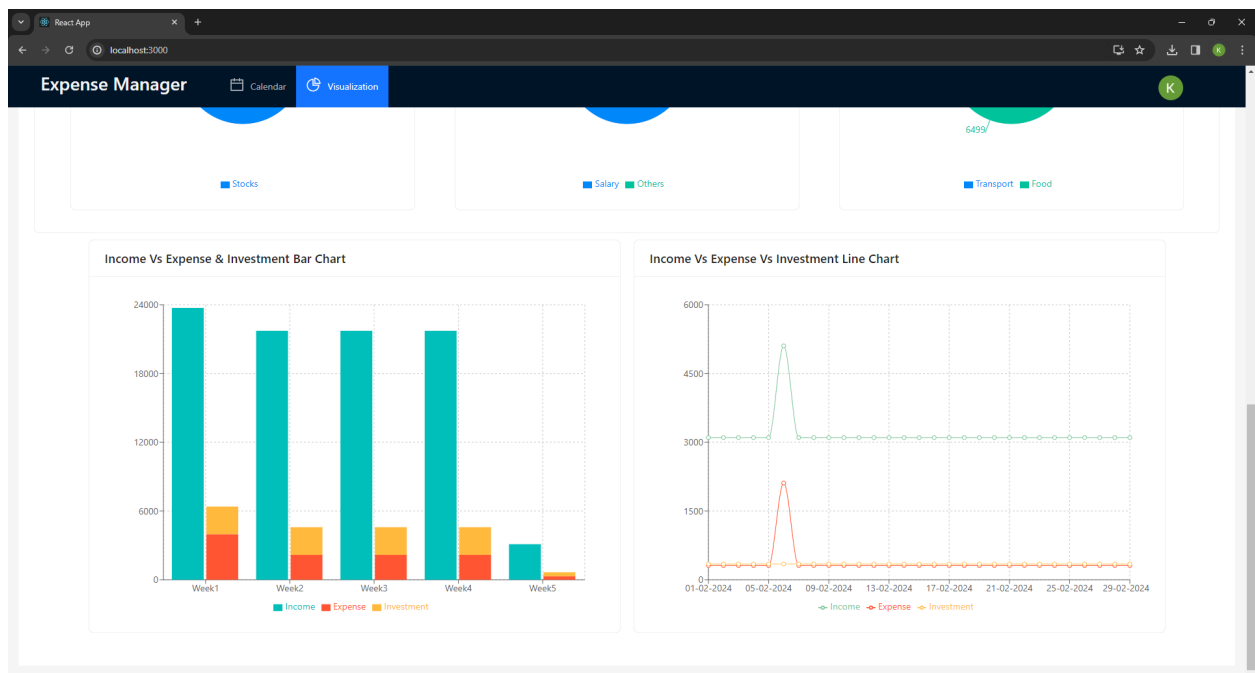 React App
localhost:3000
K
Expense Manager
Calendar
Visualization
K
6499
Stocks
Salary Others
Transport Food
Income Vs Expense & Investment Bar Chart
24000
18000
12000
6000
0
Week1 Week2 Week3 Week4 Week5
Income Expense Investment
Income Vs Expense Vs Investment Line Chart
6000
4500
3000
1500
0
01-02-2024 05-02-2024 09-02-2024 13-02-2024 17-02-2024 21-02-2024 25-02-2024 29-02-2024
Income Expense Investment